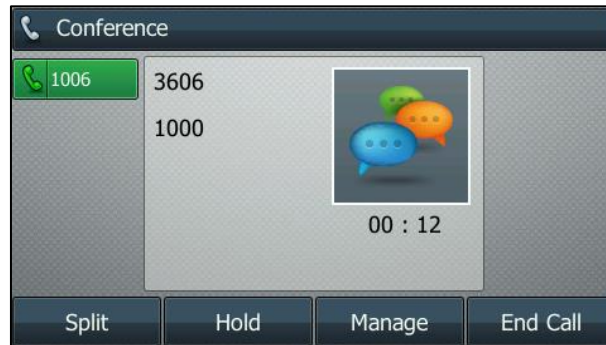 Conference
1006
3606
1000
00 : 12
Split
Hold
Manage
End Call